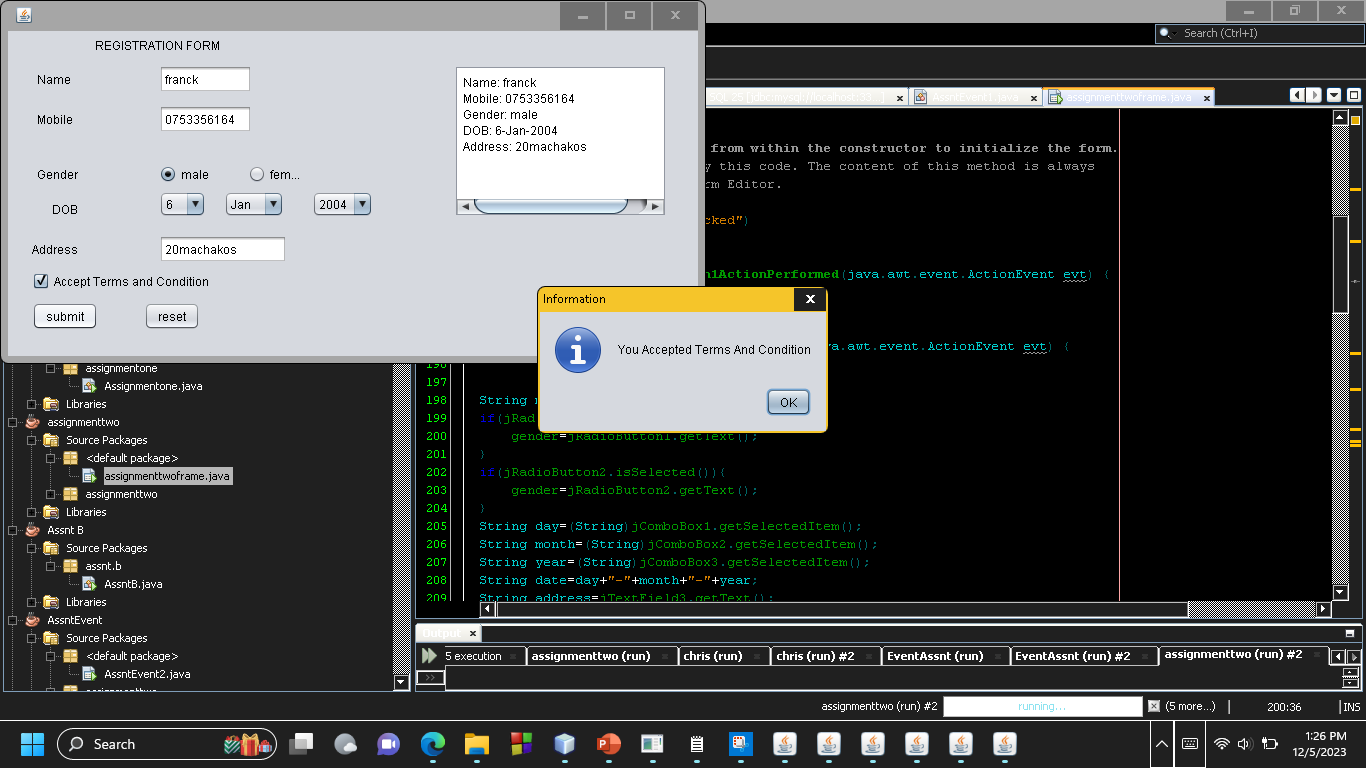 REGISTRATION FORM
Name
franck
Mobile
0753356164
Gender
male
fem...
DOB
6
Jan
2004
Address
20machakos
Accept Terms and Condition
submit
reset
Name: franck
Mobile: 0753356164
Gender: male
DOB: 6-Jan-2004
Address: 20machakos
Information
You Accepted Terms And Condition
OK
Search (Ctrl+I)
assignmenttwoframe.java
from within the constructor to initialize the form.
y this code. The content of this method is always
rm Editor.
cked")
n1ActionPerformed(java.awt.event.ActionEvent evt) {
va.awt.event.ActionEvent evt) {
196
197
198 String
199 if(jRad
200 gender=jRadioButton1.getText();
201 }
202 if(jRadioButton2.isSelected()){
203 gender=jRadioButton2.getText();
204 }
205 String day=(String)jComboBox1.getSelectedItem();
206 String month=(String)jComboBox2.getSelectedItem();
207 String year=(String)jComboBox3.getSelectedItem();
208 String date=day+"-"+month+"-"+year;
209 String address=jTextField3.getText();
assignmentone
Assignmentone.java
Libraries
assignmenttwo
Source Packages
<default package>
assignmenttwoframe.java
assignmenttwo
Libraries
Assnt B
Source Packages
assnt.b
AssntB.java
Libraries
AssntEvent
Source Packages
<default package>
AssntEvent2.java
assignmenttwo
Output
5 execution
assignmenttwo (run)
chris (run)
chris (run) #2
EventAssnt (run)
EventAssnt (run) #2
assignmenttwo (run) #2
>>
assignmenttwo (run) #2
running...
(5 more...)
200:36
INS
Search
1:26 PM
12/5/2023